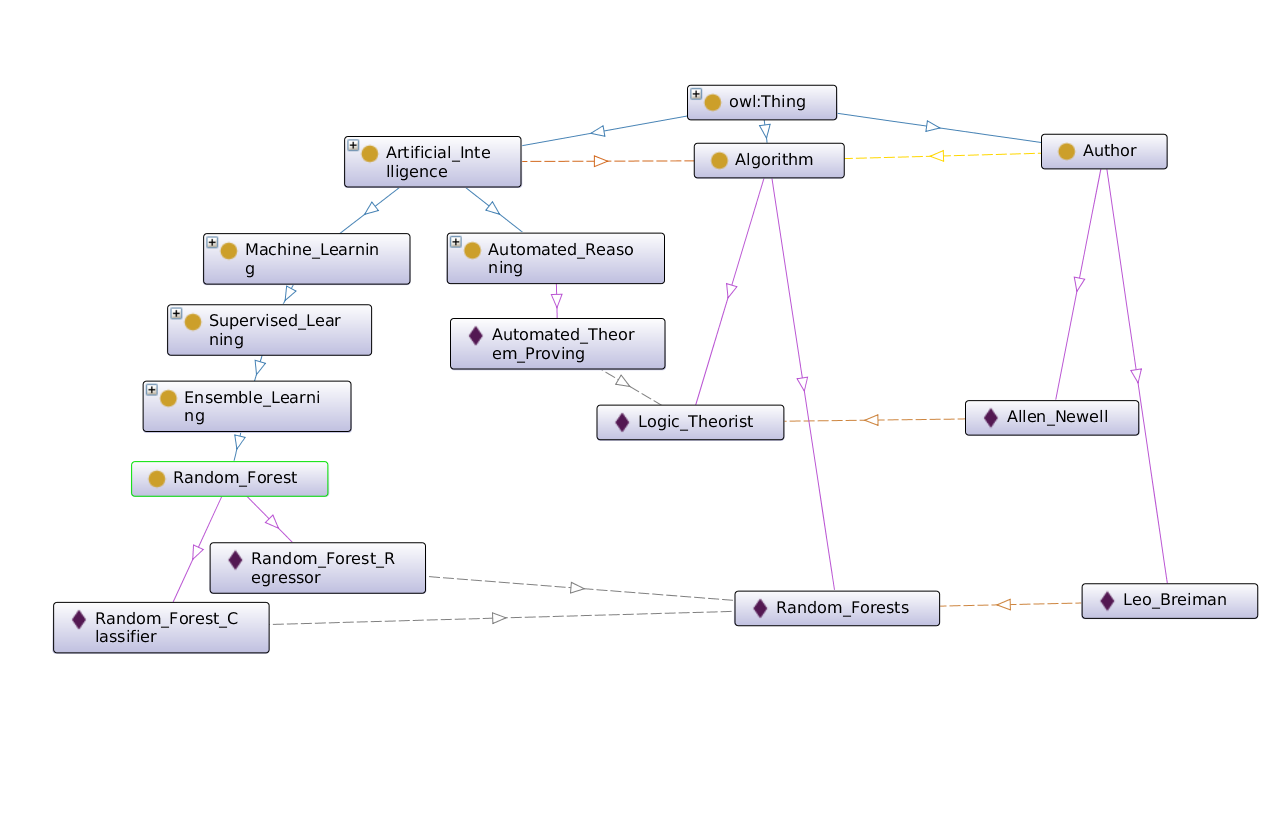 owl:Thing
Artificial_Inte
lligence
Algorithm
Author
Machine_Learnin
g
Automated_Reaso
ning
Supervised_Lear
ning
Automated_Theor
em_Proving
Ensemble_Learni
ng
Logic_Theorist
Allen_Newell
Random_Forest
Random_Forest_R
egressor
Random_Forest_C
lassifier
Random_Forests
Leo_Breiman